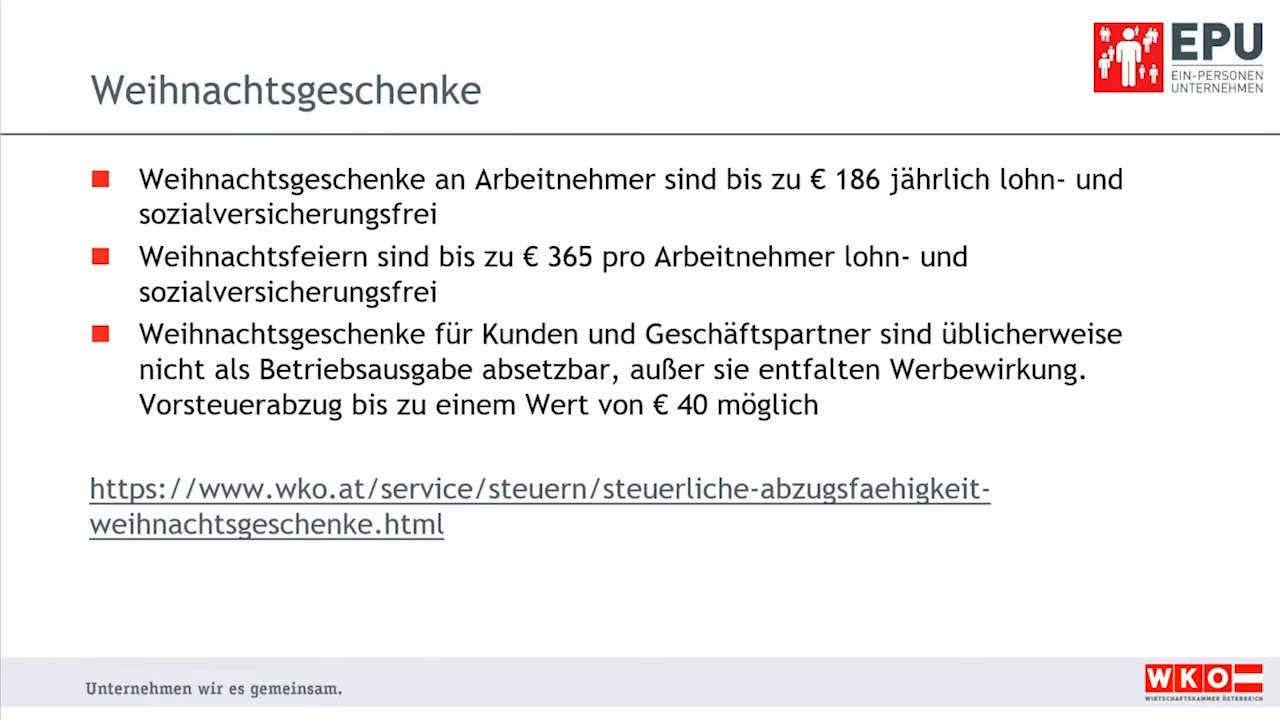 EPU
EIN-PERSONEN
UNTERNEHMEN
Weihnachtsgeschenke
Weihnachtsgeschenke an Arbeitnehmer sind bis zu € 186 jährlich lohn- und
sozialversicherungsfrei
Weihnachtsfeiern sind bis zu € 365 pro Arbeitnehmer lohn- und
sozialversicherungsfrei
Weihnachtsgeschenke für Kunden und Geschäftspartner sind üblicherweise
nicht als Betriebsausgabe absetzbar, außer sie entfalten Werbewirkung.
Vorsteuerabzug bis zu einem Wert von € 40 möglich
https://www.wko.at/service/steuern/steuerliche-abzugsfaehigkeit-
weihnachtsgeschenke.html
Unternehmen wir es gemeinsam.
WKO
WIRTSCHAFTSKAMMER ÖSTERREICH